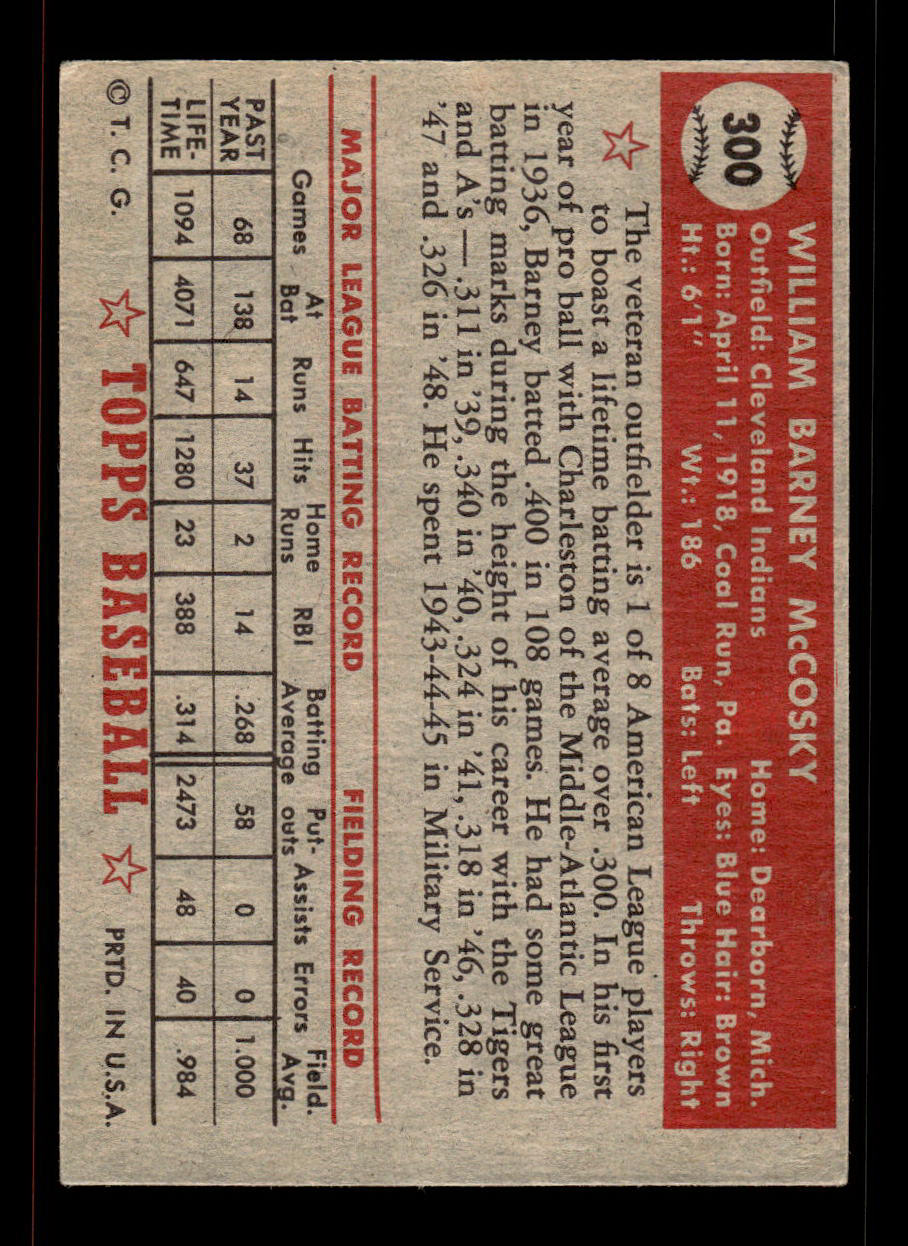 300
WILLIAM BARNEY McCOSKY
Outfield: Cleveland Indians Home: Dearborn, Mich.
Born: April 11, 1918, Coal Run, Pa. Eyes: Blue Hair: Brown
Ht.: 6'1" Wt.: 186 Bats: Left Throws: Right
The veteran outfielder is 1 of 8 American League players
to boast a lifetime batting average over .300. In his first
year of pro ball with Charleston of the Middle-Atlantic League
in 1936, Barney batted .400 in 108 games. He had some great
batting marks during the height of his career with the Tigers
and A's—.311 in '39, .340 in '40, .324 in '41, .318 in '46, .328 in
'47 and .326 in '48. He spent 1943-44-45 in Military Service.
MAJOR LEAGUE BATTING RECORD FIELDING RECORD
Games At Bat Runs Hits Home Runs RBI Batting Average Put-outs Assists Errors Field. Avg.
PAST YEAR 68 138 14 37 2 14 .268 58 0 0 1.000
LIFE-TIME 1094 4071 647 1280 23 388 .314 2473 48 40 .984
© T. C. G. TOPPS BASEBALL PRTD. IN U.S.A.